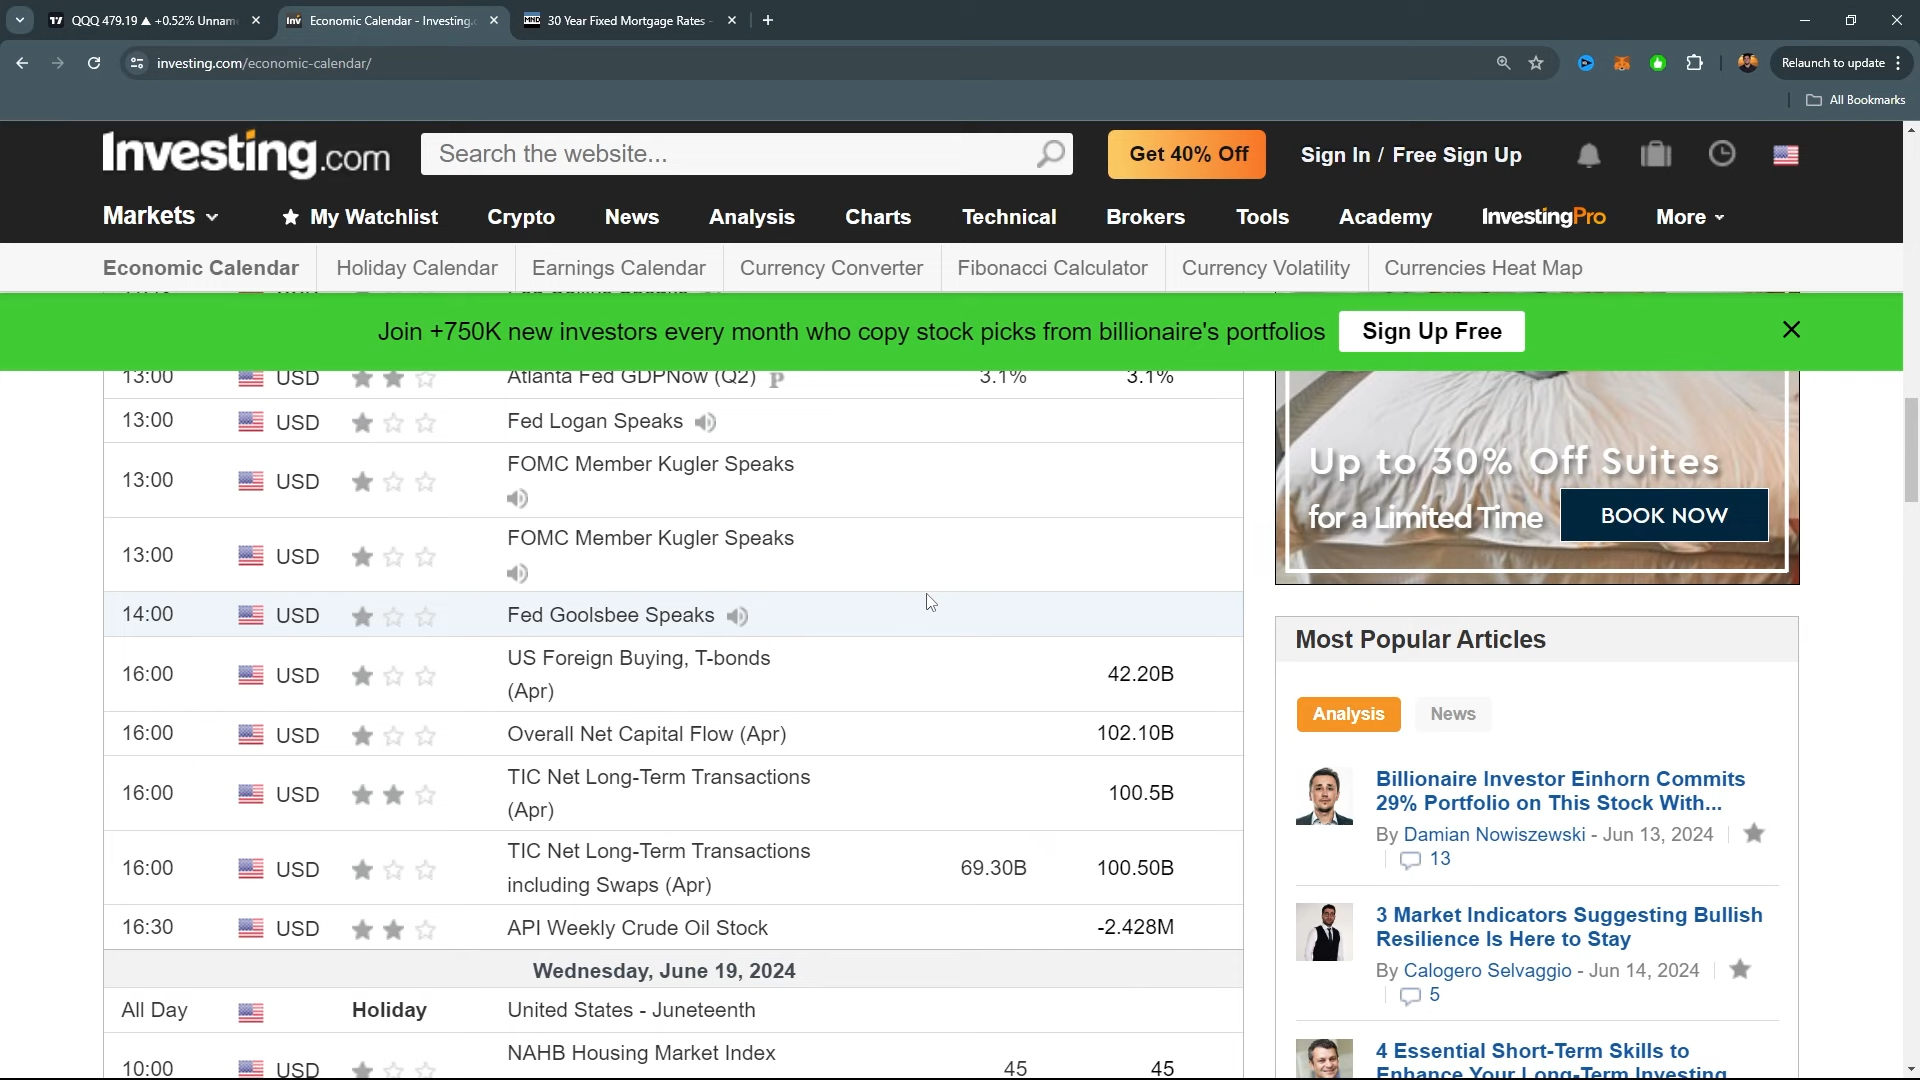 QQQ 479.19 ▲ +0.52% Unnam
Economic Calendar - Investing.c
30 Year Fixed Mortgage Rates -
investing.com/economic-calendar/
Relaunch to update
All Bookmarks
Investing.com
Search the website...
Get 40% Off
Sign In / Free Sign Up
Markets
My Watchlist
Crypto
News
Analysis
Charts
Technical
Brokers
Tools
Academy
InvestingPro
More
Economic Calendar
Holiday Calendar
Earnings Calendar
Currency Converter
Fibonacci Calculator
Currency Volatility
Currencies Heat Map
Join +750K new investors every month who copy stock picks from billionaire's portfolios
Sign Up Free
13:00 USD Atlanta Fed GDPNow (Q2) P 3.1% 3.1%
13:00 USD Fed Logan Speaks
13:00 USD FOMC Member Kugler Speaks
13:00 USD FOMC Member Kugler Speaks
14:00 USD Fed Goolsbee Speaks
16:00 USD US Foreign Buying, T-bonds
(Apr)
42.20B
16:00 USD Overall Net Capital Flow (Apr) 102.10B
16:00 USD TIC Net Long-Term Transactions
(Apr)
100.5B
16:00 USD TIC Net Long-Term Transactions
including Swaps (Apr)
69.30B 100.50B
16:30 USD API Weekly Crude Oil Stock -2.428M
Wednesday, June 19, 2024
All Day Holiday United States - Juneteenth
10:00 USD NAHB Housing Market Index 45 45
Up to 30% Off Suites
for a Limited Time
BOOK NOW
Most Popular Articles
Analysis
News
Billionaire Investor Einhorn Commits
29% Portfolio on This Stock With...
By Damian Nowiszewski - Jun 13, 2024
13
3 Market Indicators Suggesting Bullish
Resilience Is Here to Stay
By Calogero Selvaggio - Jun 14, 2024
5
4 Essential Short-Term Skills to
Enhance Your Long-Term Investing